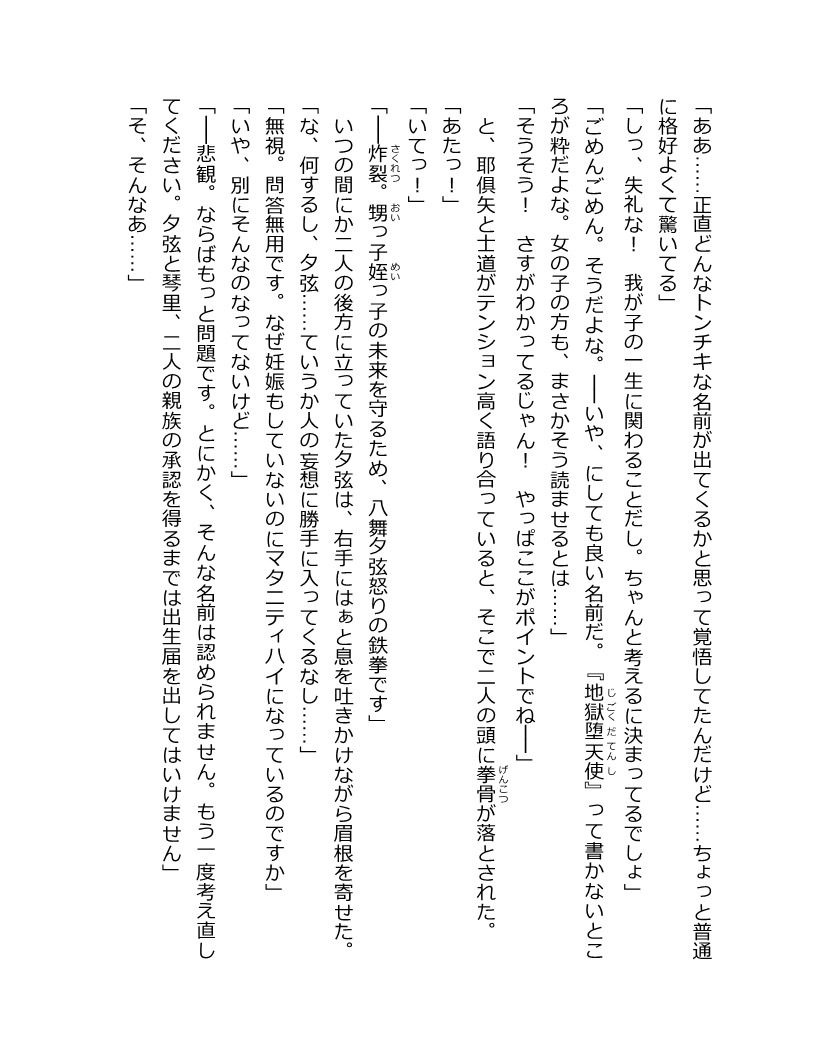 「ああ……正直どんなトンチキな名前が出てくるかと思って覚悟してたんだけど……ちょっと普通
に格好よくて驚いてる」
「しっ、失礼な！　我が子の一生に関わることだし。ちゃんと考えるに決まってるでしょ」
「ごめんごめん。そうだよな。――いや、にしても良い名前だ。『地獄堕天使』って書かないとこ
ろが粋だよな。女の子の方も、まさかそう読ませるとは……」
「そうそう！　さすがわかってるじゃん！　やっぱここがポイントでね――」
と、耶倶矢と士道がテンション高く語り合っていると、そこで二人の頭に拳骨が落とされた。
「あたっ！」
「いてっ！」
「――炸裂。甥っ子姪っ子の未来を守るため、八舞夕弦怒りの鉄拳です」
いつの間にか二人の後方に立っていた夕弦は、右手にはぁと息を吐きかけながら眉根を寄せた。
「な、何するし、夕弦……ていうか人の妄想に勝手に入ってくるなし……」
「無視。問答無用です。なぜ妊娠もしていないのにマタニティハイになっているのですか」
「いや、別にそんなのなってないけど……」
「――悲観。ならばもっと問題です。とにかく、そんな名前は認められません。もう一度考え直し
てください。夕弦と琴里、二人の親族の承認を得るまでは出生届を出してはいけません」
「そ、そんなあ……」